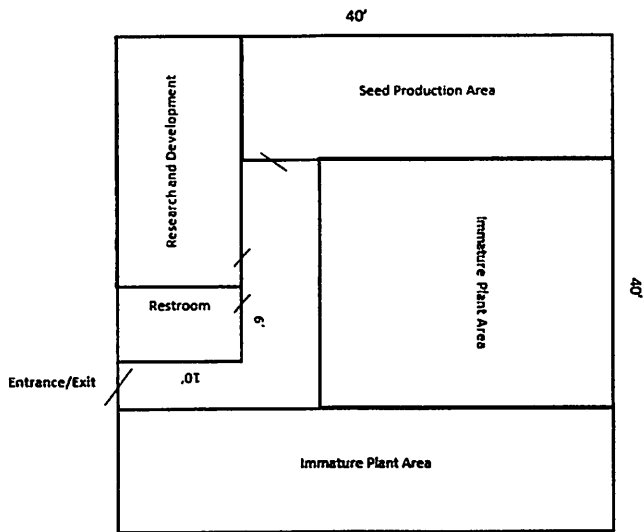 40'
Seed Production Area
Research and Development
Immature Plant Area
40'
Restroom
6'
Entrance/Exit
10'
Immature Plant Area